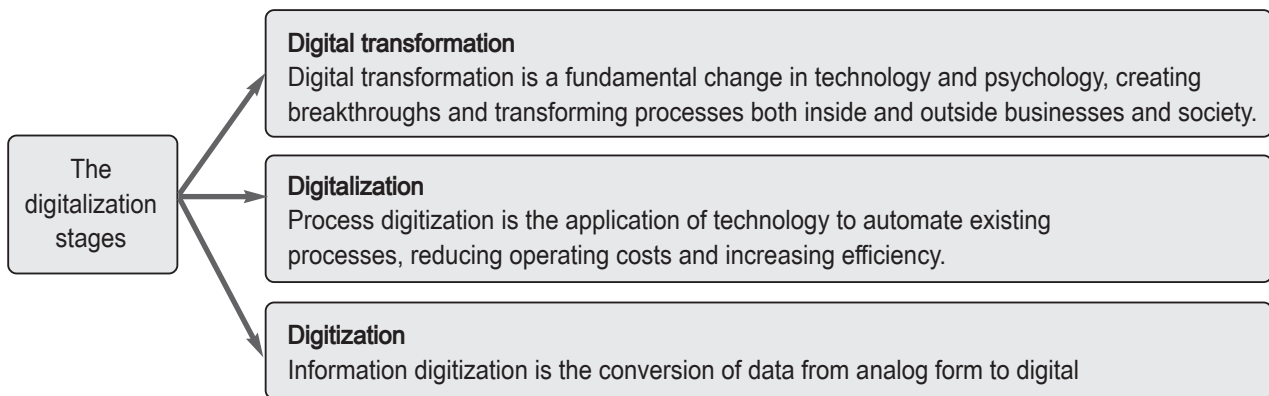 The
digitalization
stages
Digital transformation
Digital transformation is a fundamental change in technology and psychology, creating
breakthroughs and transforming processes both inside and outside businesses and society.
Digitalization
Process digitization is the application of technology to automate existing
processes, reducing operating costs and increasing efficiency.
Digitization
Information digitization is the conversion of data from analog form to digital